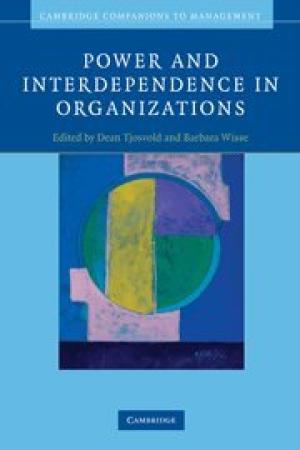 CAMBRIDGE COMPANIONS TO MANAGEMENT
POWER AND
INTERDEPENDENCE IN
ORGANIZATIONS
Edited by Dean Tjosvold and Barbara Wisse
CAMBRIDGE